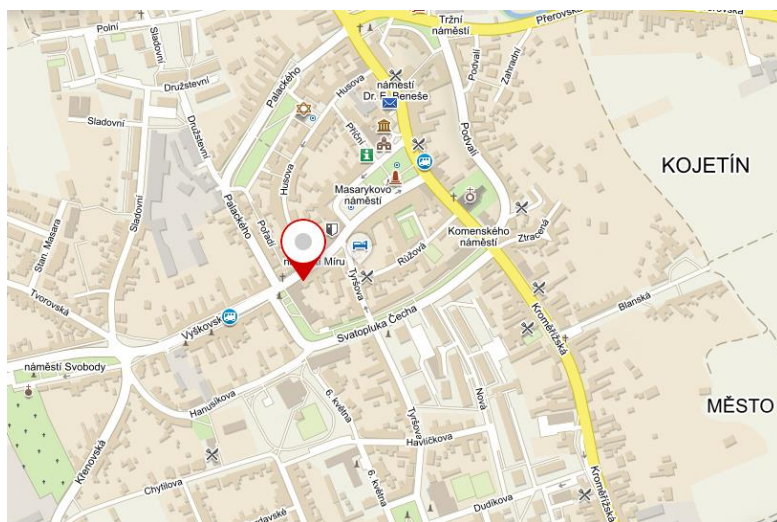 Polní
Sladovní
Družstevní
Sladovní
Sladovní
Družstevní
Palackého
Palackého
Husova
Husova
Příční
Pořadí
Tržní
náměstí
Přerovská
Podvalí
Zahradní
náměstí
Dr. E. Beneše
Podvalí
KOJETÍN
Masarykovo
náměstí
Komenského
náměstí
Ztracená
Růžová
Míru
Tyršova
Stan. Masara
Tvorovská
náměstí Svobody
Svatopluka Čecha
Kroměřížská
Blanská
MĚSTO
Hanusíkova
6. května
Tyršova
Nová
Havlíčkova
Křenovská
Chytilova
6. května
Dudíkova
Kroměřížská